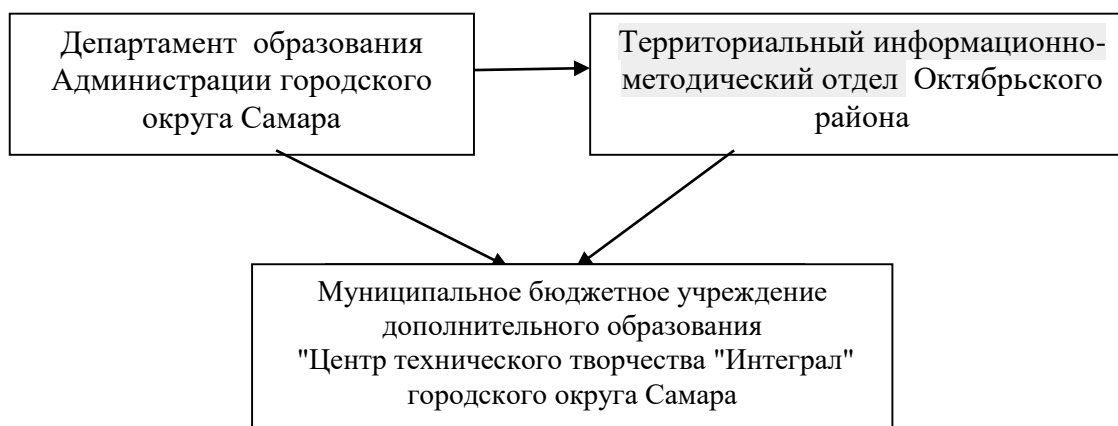 Департамент образования
Администрации городского
округа Самара
Территориальный информационно-
методический отдел Октябрьского
района
Муниципальное бюджетное учреждение
дополнительного образования
"Центр технического творчества "Интеграл"
городского округа Самара